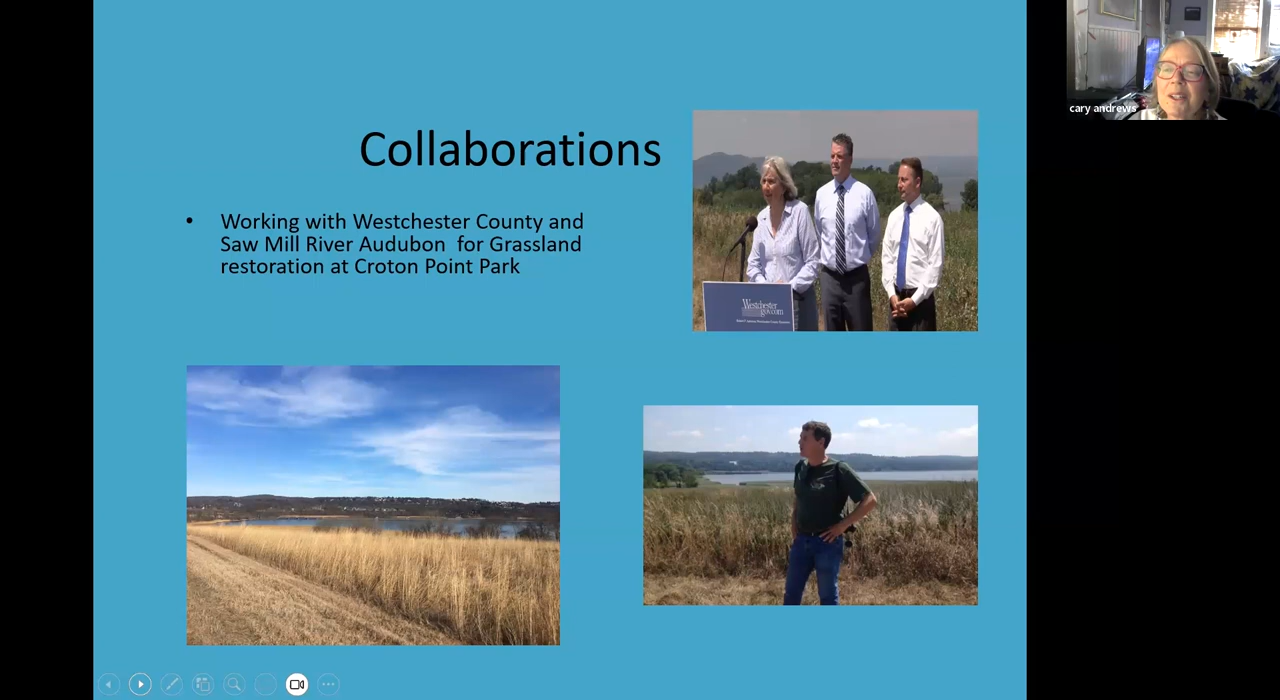 Collaborations
• Working with Westchester County and
Saw Mill River Audubon for Grassland
restoration at Croton Point Park
Westchester
gov.com
cary andrews